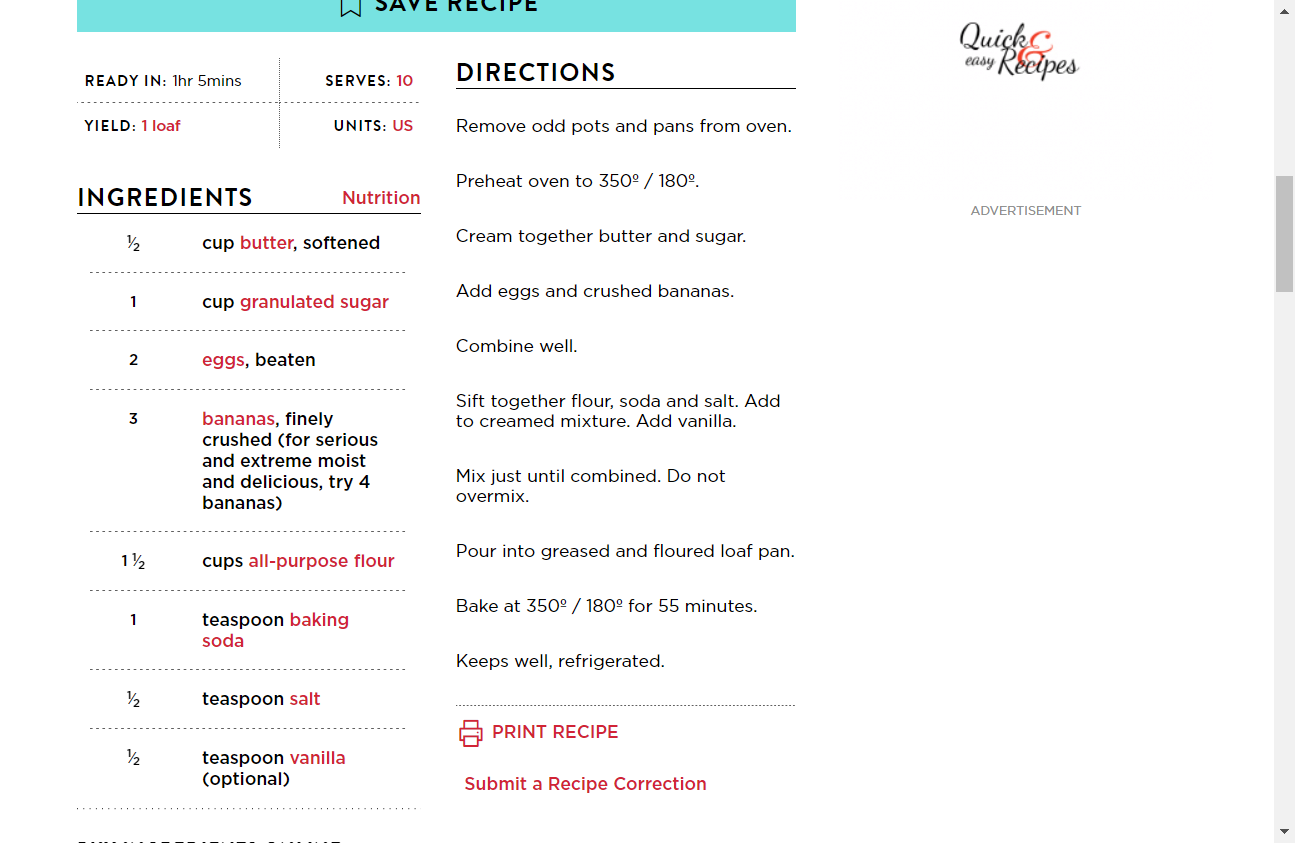 SAVE RECIPE
READY IN: 1hr 5mins
SERVES: 10
YIELD: 1 loaf
UNITS: US
INGREDIENTS
Nutrition
½ cup butter, softened
1 cup granulated sugar
2 eggs, beaten
3 bananas, finely
crushed (for serious
and extreme moist
and delicious, try 4
bananas)
1 ½ cups all-purpose flour
1 teaspoon baking
soda
½ teaspoon salt
½ teaspoon vanilla
(optional)
DIRECTIONS
Remove odd pots and pans from oven.
Preheat oven to 350º / 180º.
Cream together butter and sugar.
Add eggs and crushed bananas.
Combine well.
Sift together flour, soda and salt. Add
to creamed mixture. Add vanilla.
Mix just until combined. Do not
overmix.
Pour into greased and floured loaf pan.
Bake at 350º / 180º for 55 minutes.
Keeps well, refrigerated.
PRINT RECIPE
Submit a Recipe Correction
Quick &
easy Recipes
ADVERTISEMENT